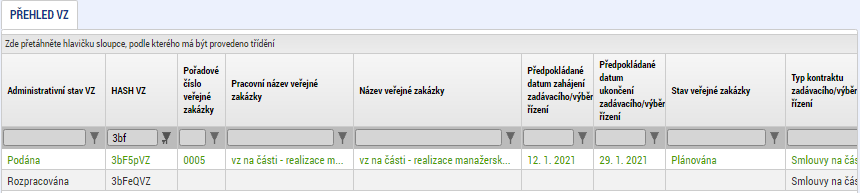 PŘEHLED VZ
Zde přetáhněte hlavičku sloupce, podle kterého má být provedeno třídění
Administrativní stav VZ
HASH VZ
Pořadové
číslo
veřejné
zakázky
Pracovní název veřejné
zakázky
Název veřejné zakázky
Předpokládané
datum zahájení
zadávacího/výběr
řízení
Předpokládané
datum
ukončení
zadávacího/výběr
řízení
Stav veřejné zakázky
Typ kontraktu
zadávacího/výběr
řízení
3bf
Podána 3bF5pVZ 0005 vz na části - realizace m... vz na části - realizace manažersk... 12. 1. 2021 29. 1. 2021 Plánována Smlouvy na čás
Rozpracována 3bFeQVZ Smlouvy na čás